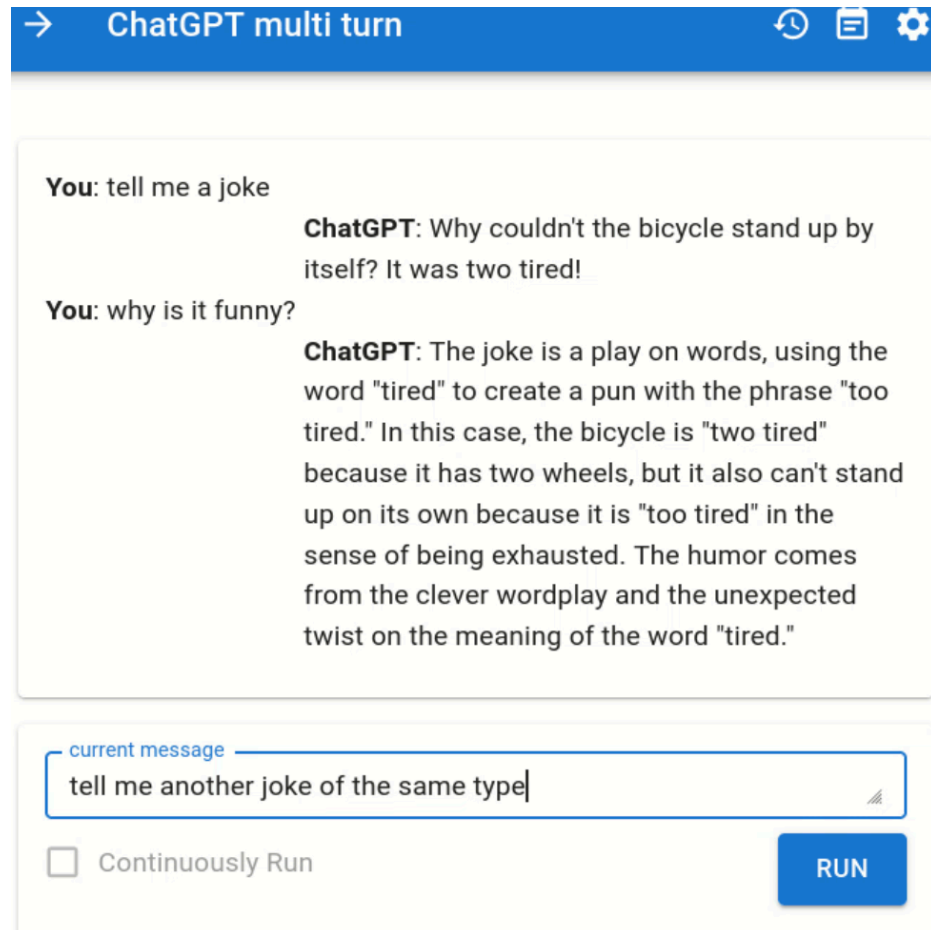 ChatGPT multi turn
You: tell me a joke
ChatGPT: Why couldn't the bicycle stand up by
itself? It was two tired!
You: why is it funny?
ChatGPT: The joke is a play on words, using the
word "tired" to create a pun with the phrase "too
tired." In this case, the bicycle is "two tired"
because it has two wheels, but it also can't stand
up on its own because it is "too tired" in the
sense of being exhausted. The humor comes
from the clever wordplay and the unexpected
twist on the meaning of the word "tired."
current message
tell me another joke of the same type
Continuously Run
RUN